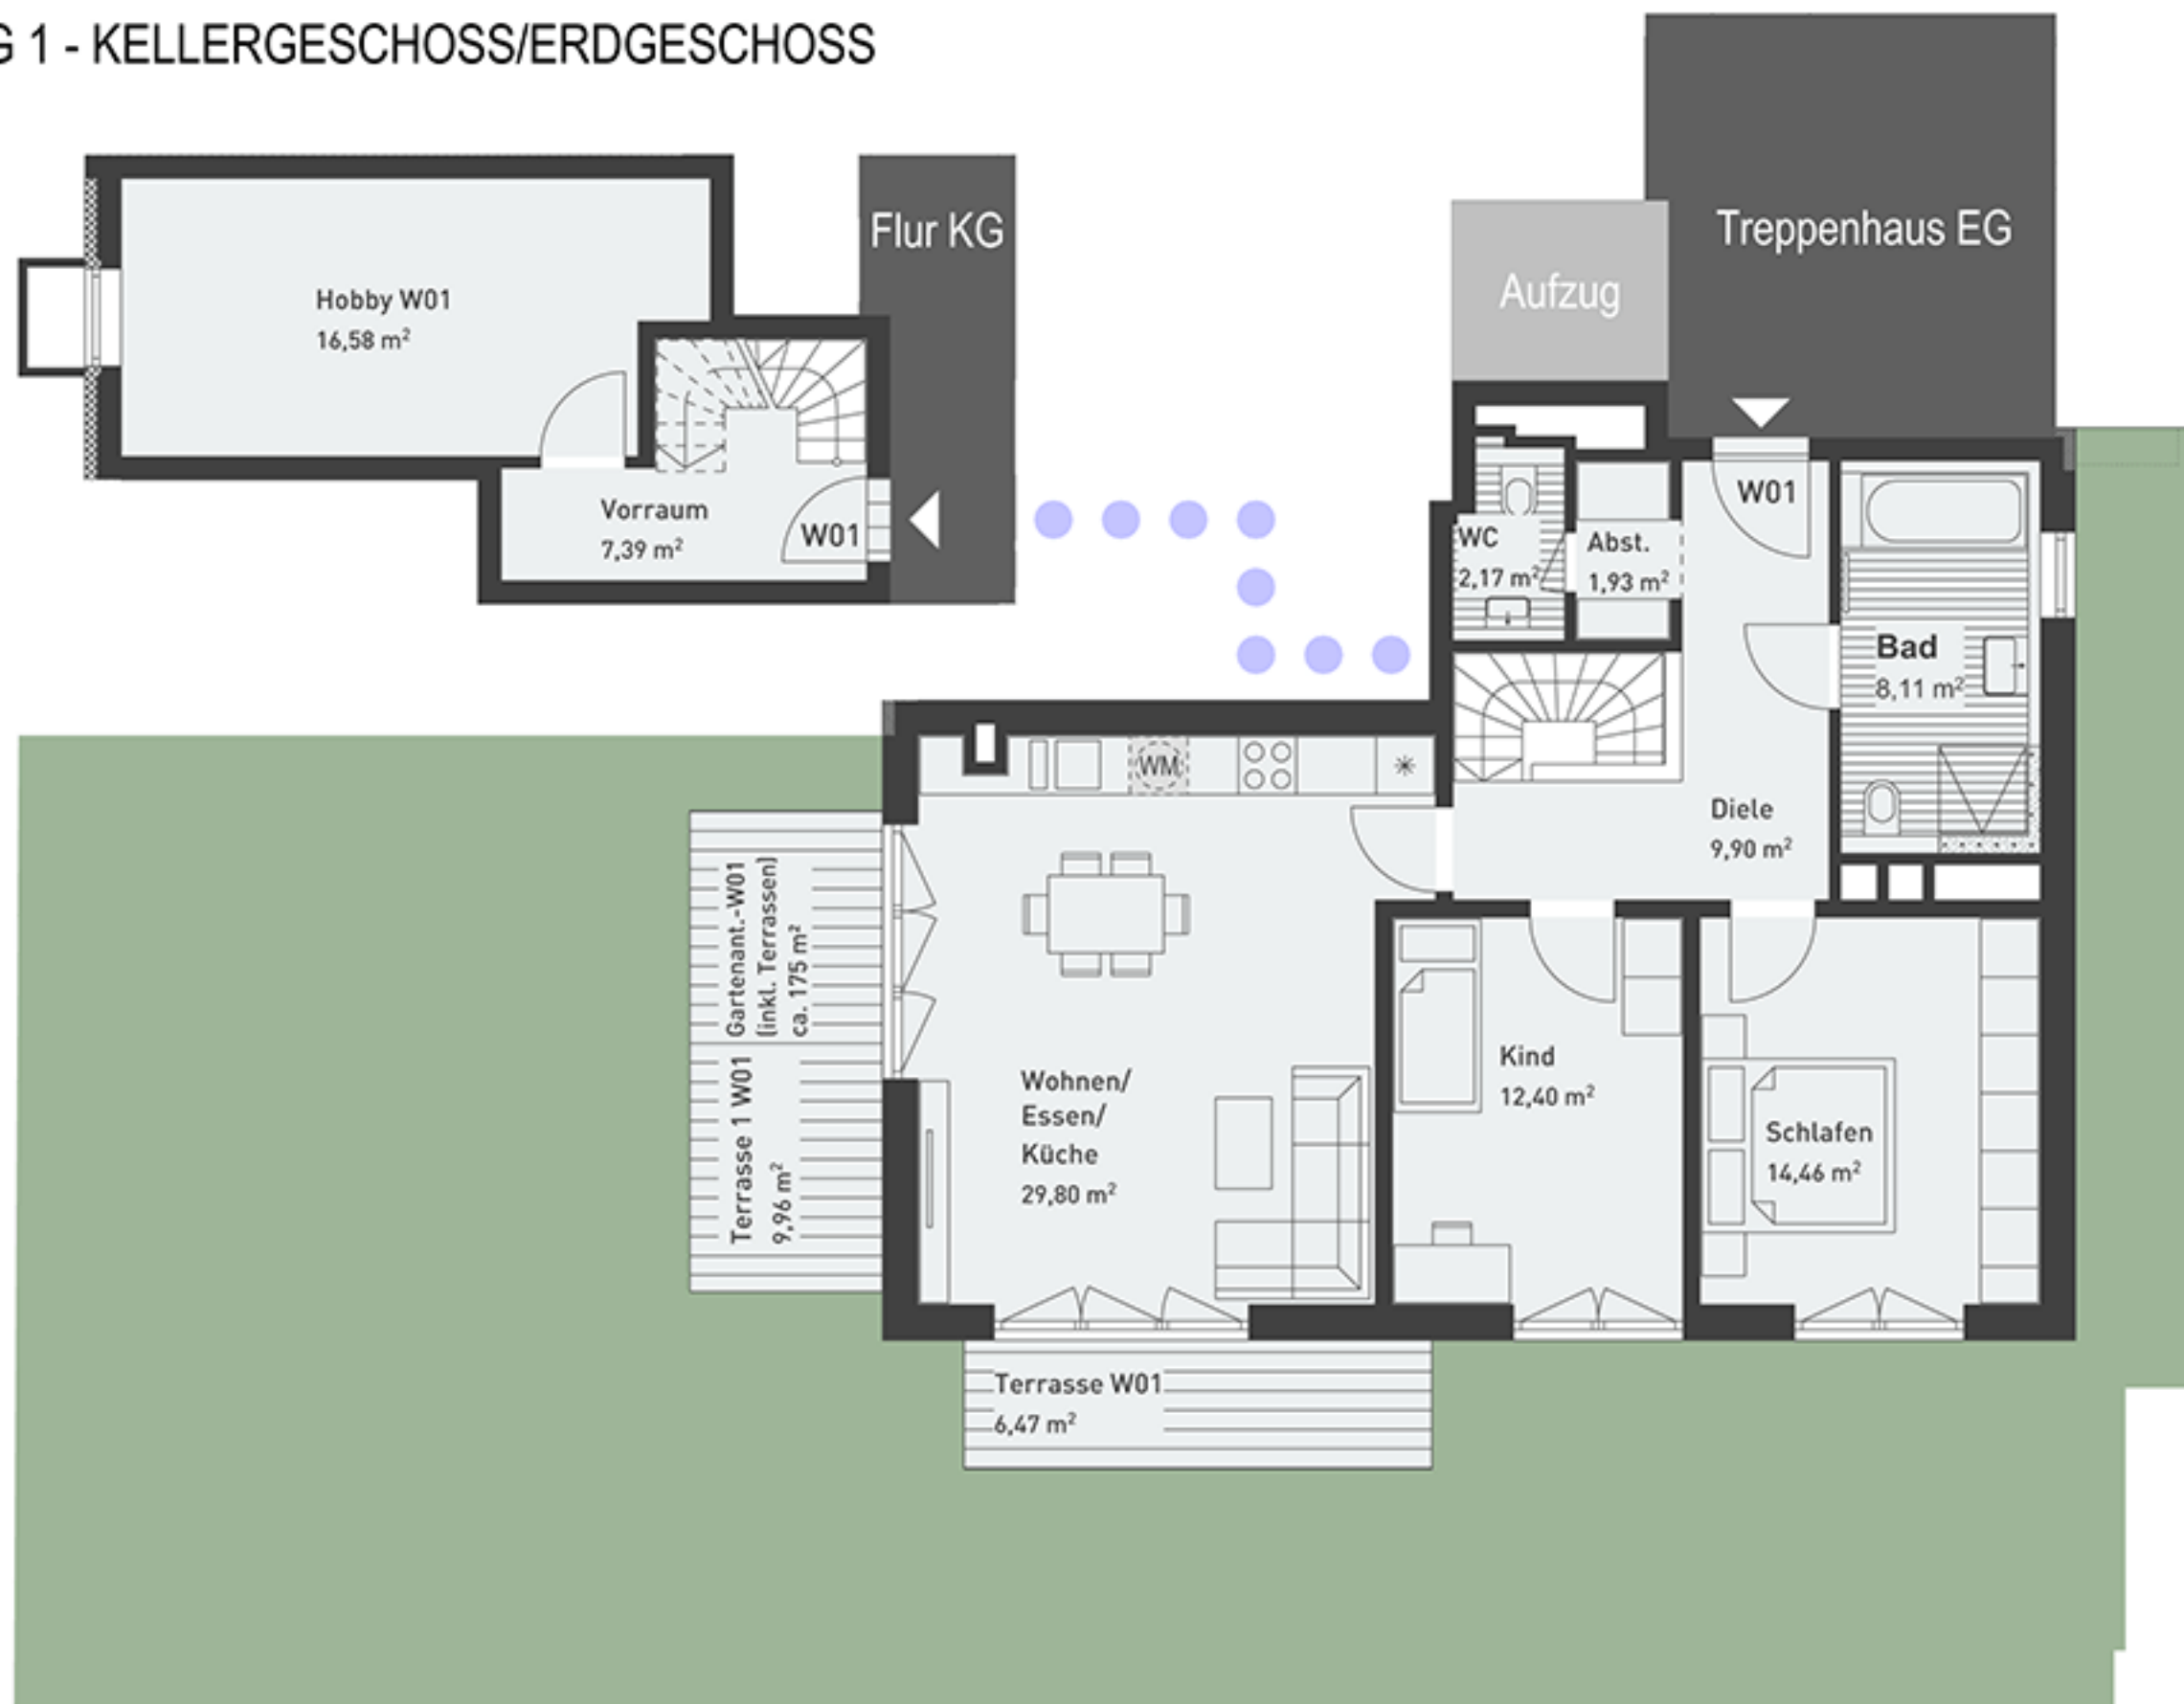 G 1 - KELLERGESCHOSS/ERDGESCHOSS
Flur KG
Treppenhaus EG
Aufzug
Hobby W01
16,58 m²
Vorraum
7,39 m²
W01
W01
WC
2,17 m²
Abst.
1,93 m²
Bad
8,11 m²
WM
Diele
9,90 m²
Gartenant.-W01
(inkl. Terrassen)
ca. 175 m²
Terrasse 1 W01
9,96 m²
Wohnen/
Essen/
Küche
29,80 m²
Kind
12,40 m²
Schlafen
14,46 m²
Terrasse W01
6,47 m²